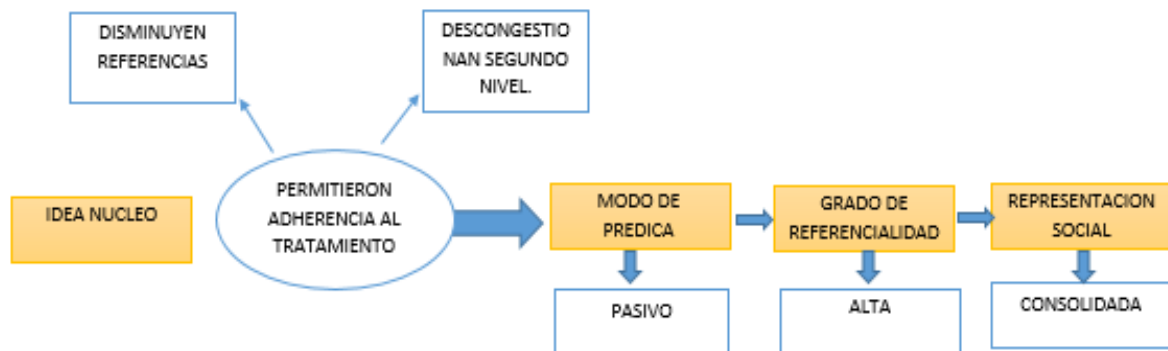 DISMINUYEN
REFERENCIAS
DESCONGESTIO
NAN SEGUNDO
NIVEL.
IDEA NUCLEO
PERMITIERON
ADHERENCIA AL
TRATAMIENTO
MODO DE
PREDICA
GRADO DE
REFERENCIALIDAD
REPRESENTACION
SOCIAL
PASIVO
ALTA
CONSOLIDADA